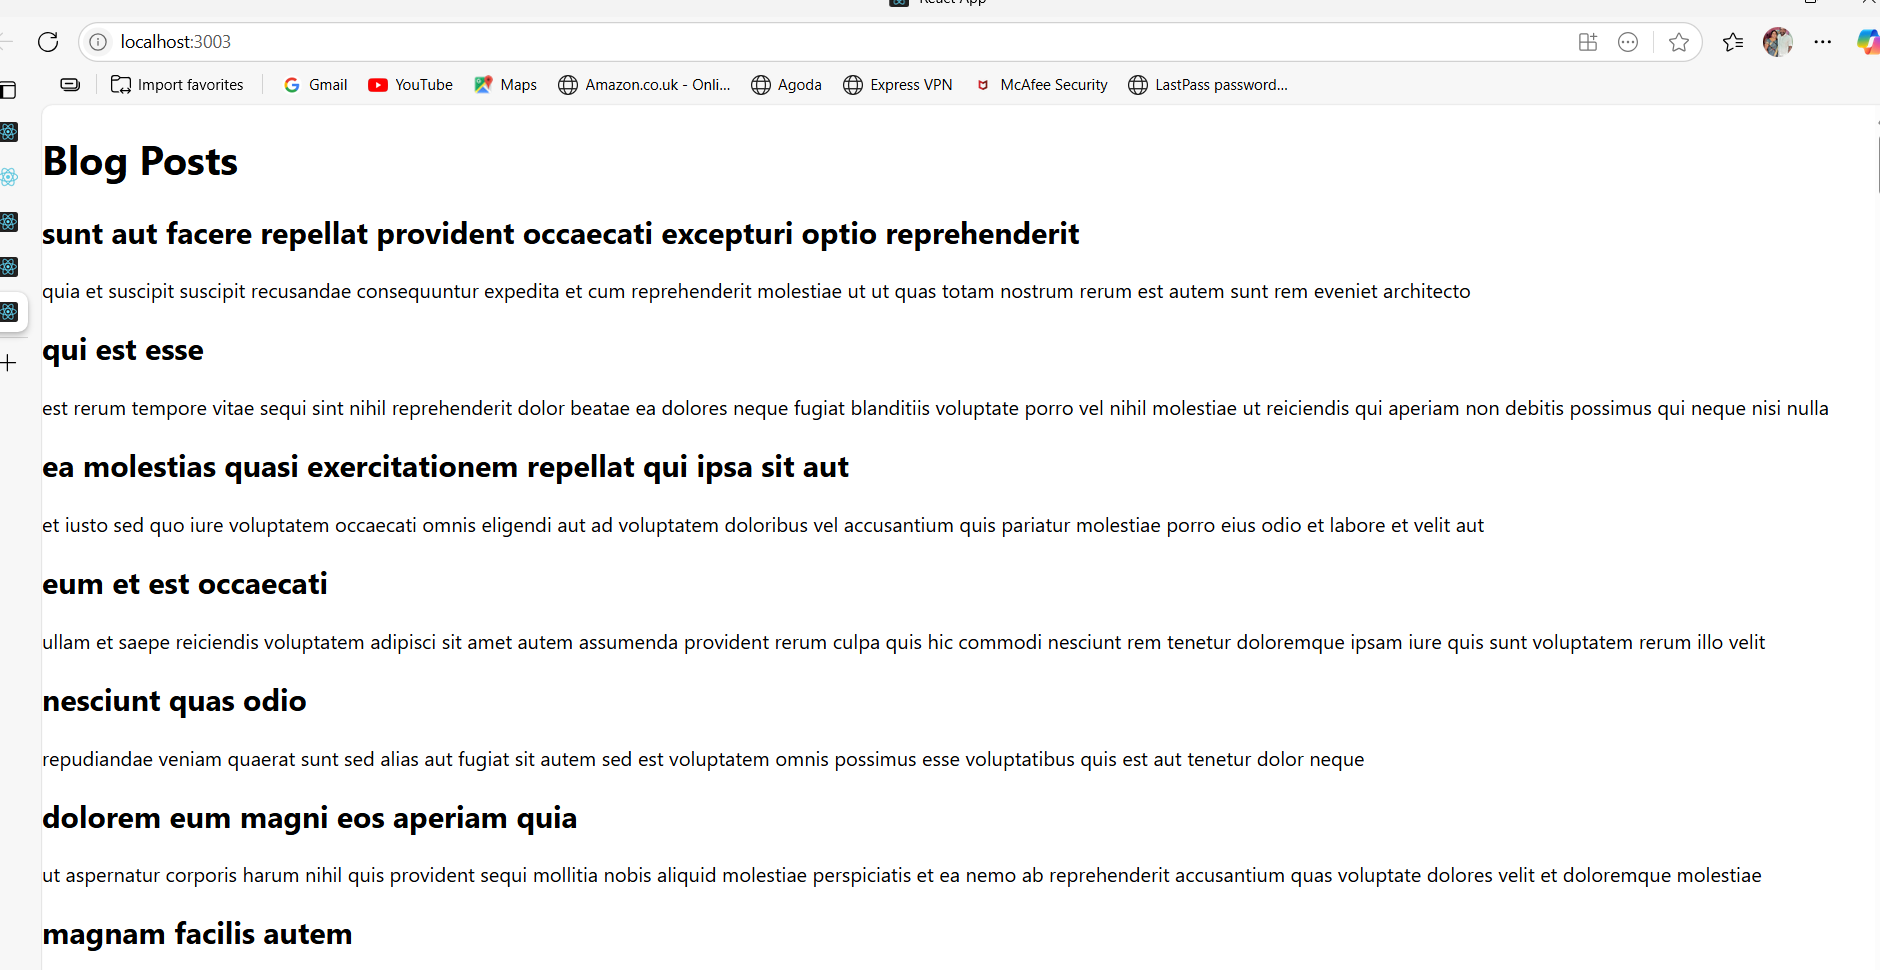 React App
localhost:3003
Import favorites
Gmail
YouTube
Maps
Amazon.co.uk - Onli...
Agoda
Express VPN
McAfee Security
LastPass password...
Blog Posts
sunt aut facere repellat provident occaecati excepturi optio reprehenderit
quia et suscipit suscipit recusandae consequuntur expedita et cum reprehenderit molestiae ut ut quas totam nostrum rerum est autem sunt rem eveniet architecto
qui est esse
est rerum tempore vitae sequi sint nihil reprehenderit dolor beatae ea dolores neque fugiat blanditiis voluptate porro vel nihil molestiae ut reiciendis qui aperiam non debitis possimus qui neque nisi nulla
ea molestias quasi exercitationem repellat qui ipsa sit aut
et iusto sed quo iure voluptatem occaecati omnis eligendi aut ad voluptatem doloribus vel accusantium quis pariatur molestiae porro eius odio et labore et velit aut
eum et est occaecati
ullam et saepe reiciendis voluptatem adipisci sit amet autem assumenda provident rerum culpa quis hic commodi nesciunt rem tenetur doloremque ipsam iure quis sunt voluptatem rerum illo velit
nesciunt quas odio
repudiandae veniam quaerat sunt sed alias aut fugiat sit autem sed est voluptatem omnis possimus esse voluptatibus quis est aut tenetur dolor neque
dolorem eum magni eos aperiam quia
ut aspernatur corporis harum nihil quis provident sequi mollitia nobis aliquid molestiae perspiciatis et ea nemo ab reprehenderit accusantium quas voluptate dolores velit et doloremque molestiae
magnam facilis autem